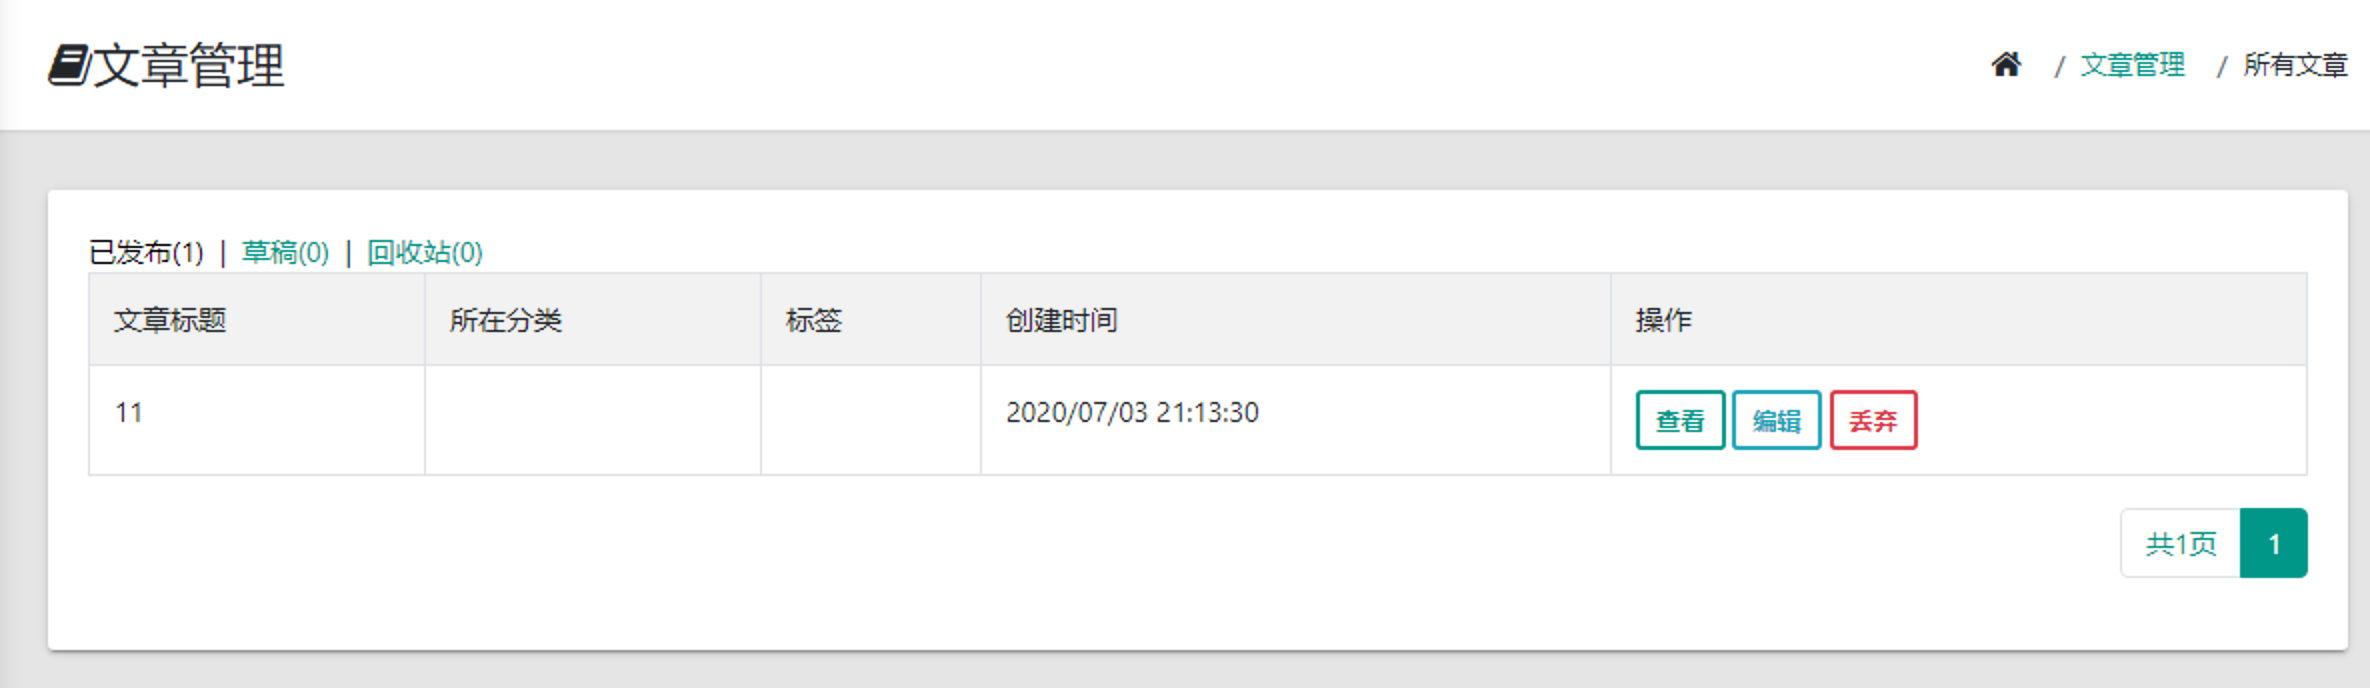 文章管理
/ 文章管理 / 所有文章
已发布(1) | 草稿(0) | 回收站(0)
文章标题 所在分类 标签 创建时间 操作
11 2020/07/03 21:13:30 查看 编辑 丢弃
共1页 1